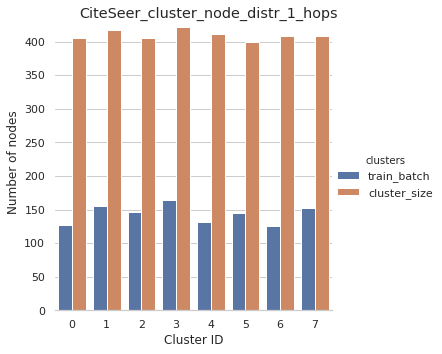 CiteSeer_cluster_node_distr_1_hops
400
350
300
250
200
150
100
50
0
Number of nodes
0 1 2 3 4 5 6 7
Cluster ID
clusters
train_batch
cluster_size